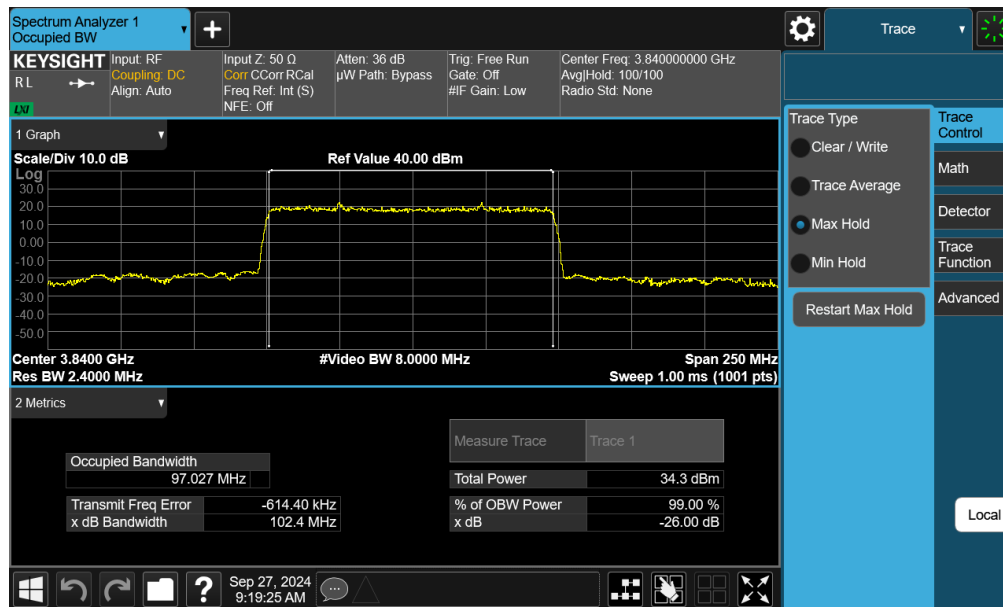 Spectrum Analyzer 1
Occupied BW
+
Trace
KEYSIGHT
RL
LXI
Input: RF
Coupling: DC
Align: Auto
Input Z: 50 Ω
Corr CCorr RCal
Freq Ref: Int (S)
NFE: Off
Atten: 36 dB
µW Path: Bypass
Trig: Free Run
Gate: Off
#IF Gain: Low
Center Freq: 3.840000000 GHz
Avg|Hold: 100/100
Radio Std: None
1 Graph
Scale/Div 10.0 dB
Ref Value 40.00 dBm
Log
30.0
20.0
10.0
0.00
-10.0
-20.0
-30.0
-40.0
-50.0
Center 3.8400 GHz
#Video BW 8.0000 MHz
Span 250 MHz
Res BW 2.4000 MHz
Sweep 1.00 ms (1001 pts)
2 Metrics
Measure Trace
Trace 1
Occupied Bandwidth
97.027 MHz
Total Power
34.3 dBm
Transmit Freq Error
-614.40 kHz
% of OBW Power
99.00 %
x dB Bandwidth
102.4 MHz
x dB
-26.00 dB
Trace Type
Clear / Write
Trace Average
Max Hold
Min Hold
Restart Max Hold
Trace
Control
Math
Detector
Trace
Function
Advanced
Local
?
Sep 27, 2024
9:19:25 AM